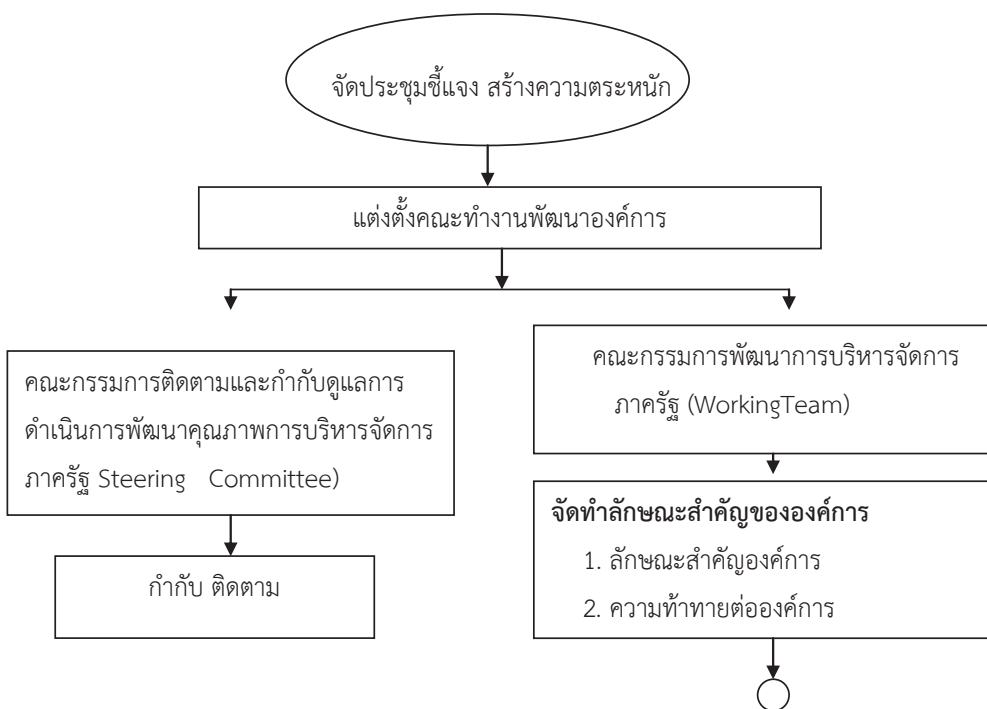 จัดประชุมชี้แจง สร้างความตระหนัก
แต่งตั้งคณะทำงานพัฒนาองค์การ
คณะกรรมการติดตามและกำกับดูแลการ
ดำเนินการพัฒนาคุณภาพการบริหารจัดการ
ภาครัฐ Steering Committee)
กำกับ ติดตาม
คณะกรรมการพัฒนาการบริหารจัดการ
ภาครัฐ (WorkingTeam)
จัดทำลักษณะสำคัญขององค์การ
1. ลักษณะสำคัญองค์การ
2. ความท้าทายต่อองค์การ